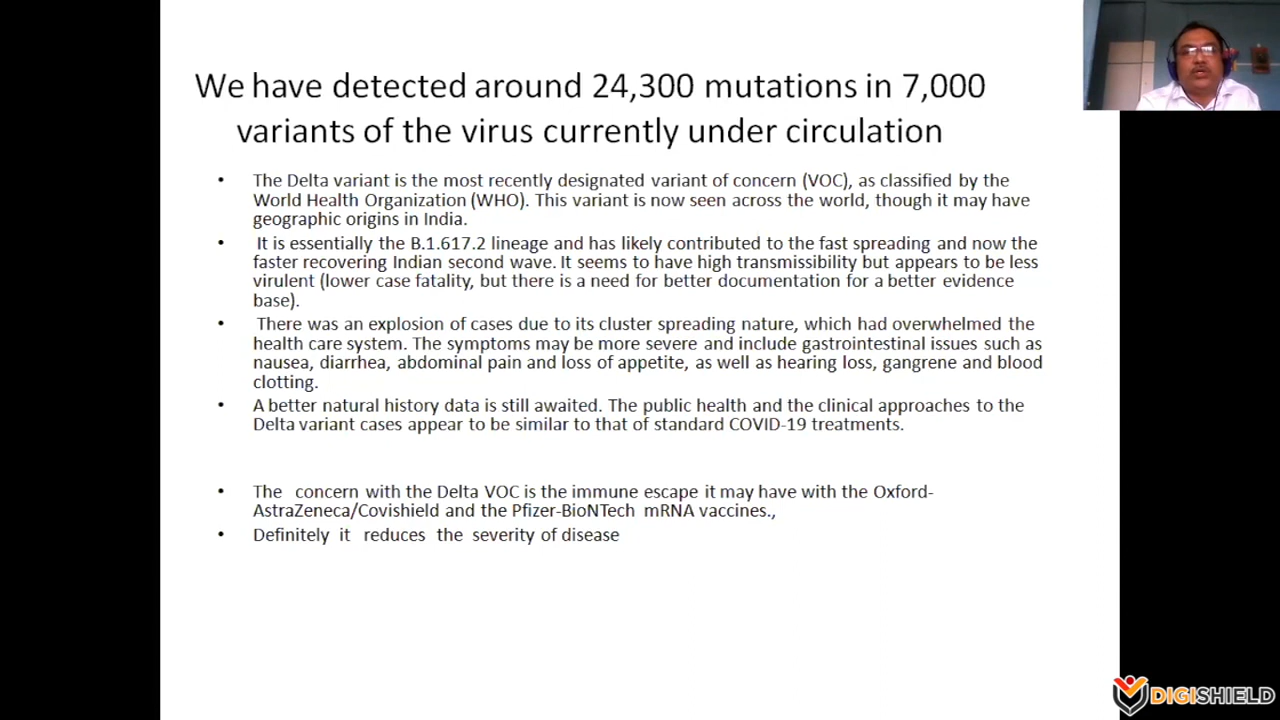 We have detected around 24,300 mutations in 7,000
variants of the virus currently under circulation
• The Delta variant is the most recently designated variant of concern (VOC), as classified by the
World Health Organization (WHO). This variant is now seen across the world, though it may have
geographic origins in India.
• It is essentially the B.1.617.2 lineage and has likely contributed to the fast spreading and now the
faster recovering Indian second wave. It seems to have high transmissibility but appears to be less
virulent (lower case fatality, but there is a need for better documentation for a better evidence
base).
• There was an explosion of cases due to its cluster spreading nature, which had overwhelmed the
health care system. The symptoms may be more severe and include gastrointestinal issues such as
nausea, diarrhea, abdominal pain and loss of appetite, as well as hearing loss, gangrene and blood
clotting.
• A better natural history data is still awaited. The public health and the clinical approaches to the
Delta variant cases appear to be similar to that of standard COVID-19 treatments.
• The concern with the Delta VOC is the immune escape it may have with the Oxford-
AstraZeneca/Covishield and the Pfizer-BioNTech mRNA vaccines.,
• Definitely it reduces the severity of disease
DIGISHIELD